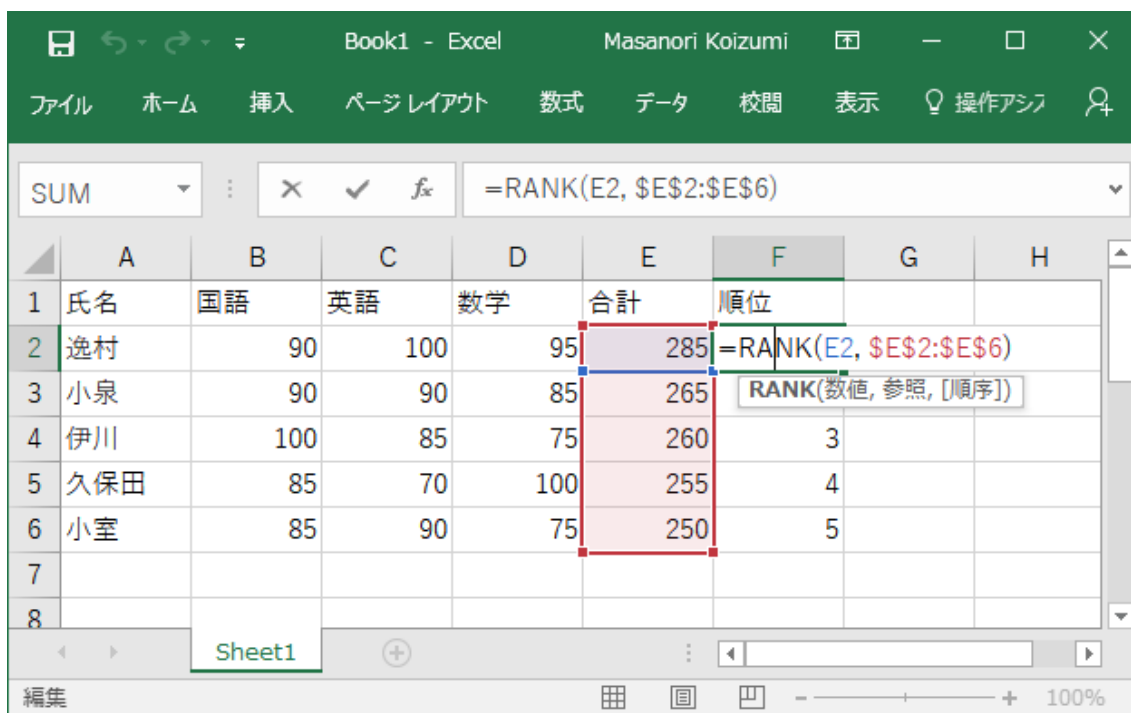 Book1 - Excel Masanori Koizumi
ファイル ホーム 挿入 ページ レイアウト 数式 データ 校閲 表示 操作アシス
SUM fx =RANK(E2, $E$2:$E$6)
A B C D E F G H
1 氏名 国語 英語 数学 合計 順位
2 逸村 90 100 95 285 =RANK(E2, $E$2:$E$6)
3 小泉 90 90 85 265 RANK(数値, 参照, [順序])
4 伊川 100 85 75 260 3
5 久保田 85 70 100 255 4
6 小室 85 90 75 250 5
7
8
Sheet1
編集 100%